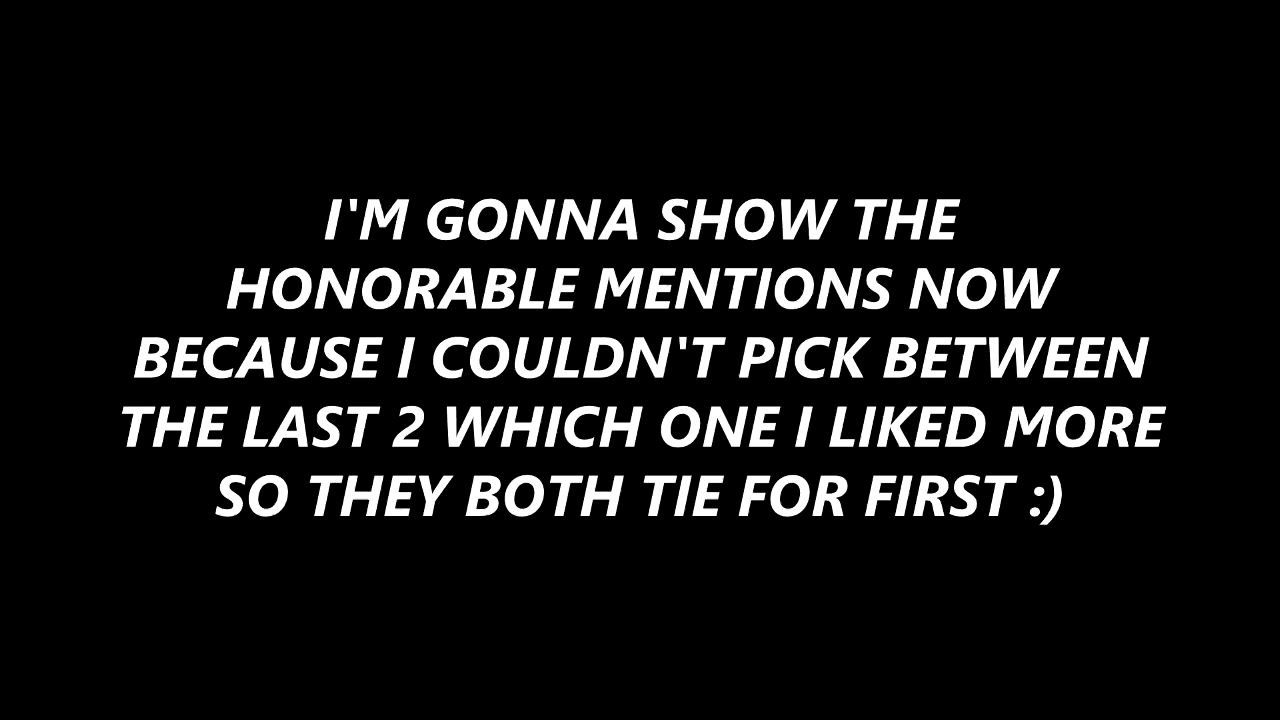 I'M GONNA SHOW THE
HONORABLE MENTIONS NOW
BECAUSE I COULDN'T PICK BETWEEN
THE LAST 2 WHICH ONE I LIKED MORE
SO THEY BOTH TIE FOR FIRST :)